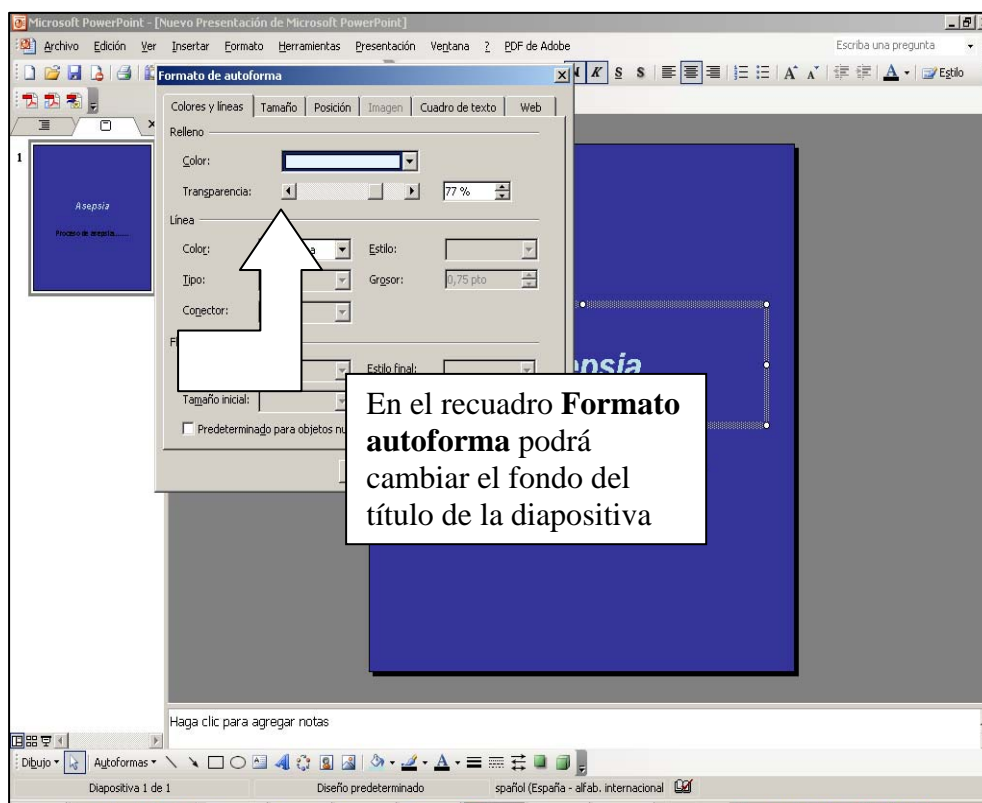 Microsoft PowerPoint - [Nuevo Presentación de Microsoft PowerPoint]
Archivo Edición Ver Insertar Formato Herramientas Presentación Ventana ? PDF de Adobe
Escriba una pregunta
K S S A A A Estilo
Formato de autoforma
Colores y líneas Tamaño Posición Imagen Cuadro de texto Web
Relleno
Color:
Transparencia: 77 %
Línea
Color: Estilo:
Tipo: Grosor: 0,75 pto
Conector:
Estilo final:
Tamaño inicial:
Predeterminado para objetos
1
Asepsia
Proceso de asepsia.........
En el recuadro Formato
autoforma podrá
cambiar el fondo del
título de la diapositiva
Haga clic para agregar notas
Dibujo Autoformas
Diapositiva 1 de 1 Diseño predeterminado spañol (España - alfab. internacional